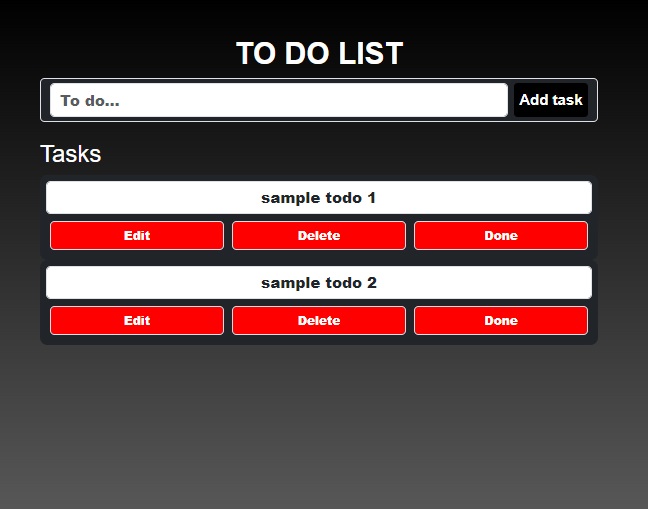 TO DO LIST
To do...
Add task
Tasks
sample todo 1
Edit
Delete
Done
sample todo 2
Edit
Delete
Done